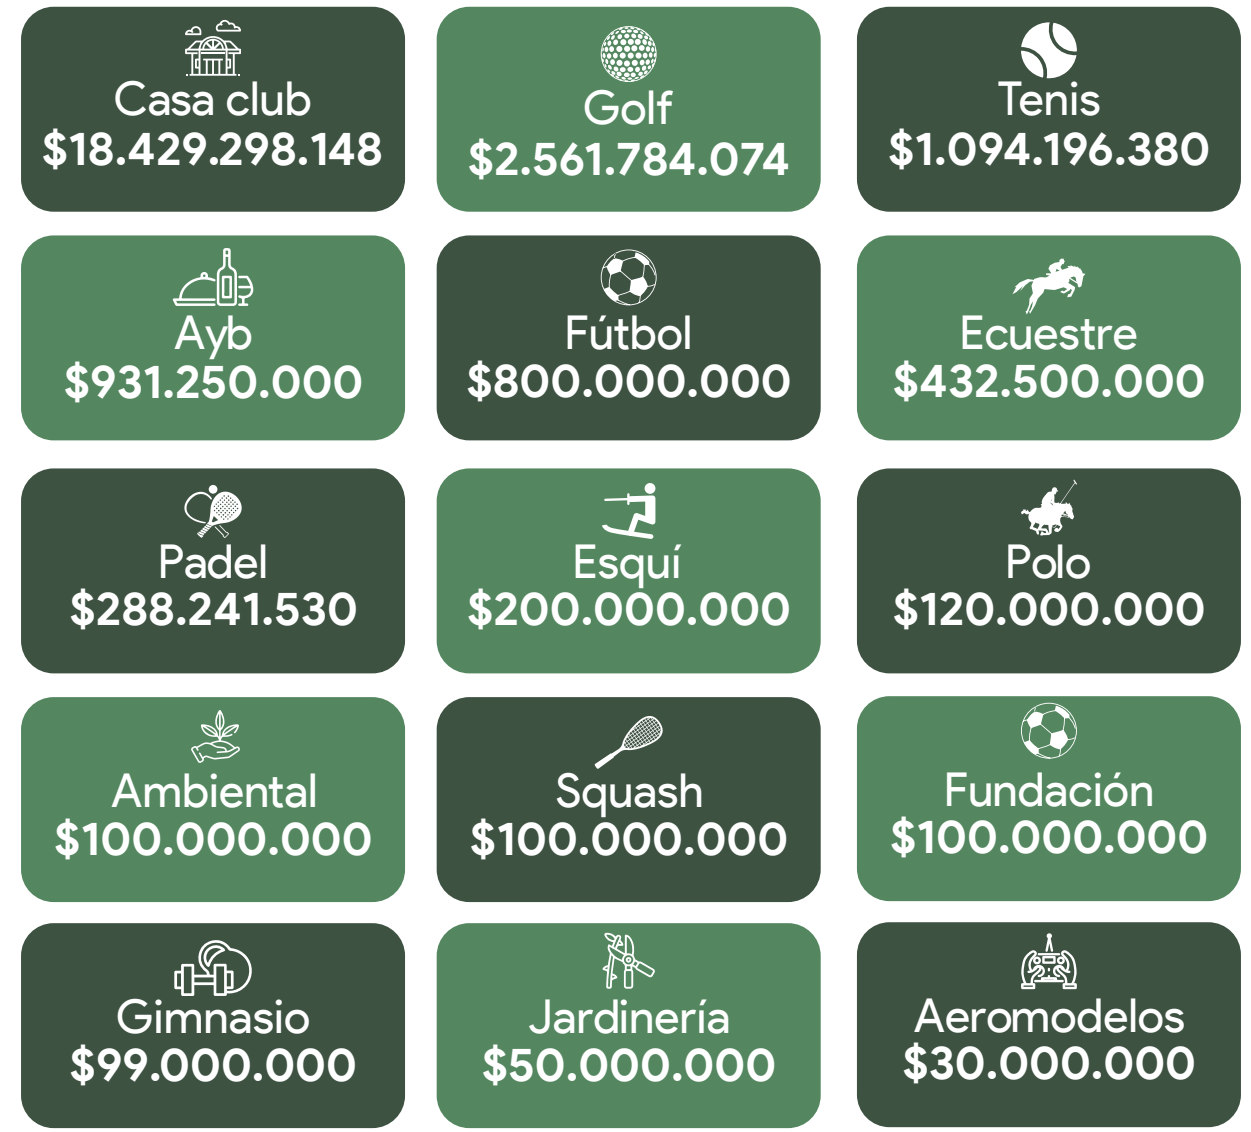 Casa club
$18.429.298.148
Golf
$2.561.784.074
Tenis
$1.094.196.380
Ayb
$931.250.000
Fútbol
$800.000.000
Ecuestre
$432.500.000
Padel
$288.241.530
Esquí
$200.000.000
Polo
$120.000.000
Ambiental
$100.000.000
Squash
$100.000.000
Fundación
$100.000.000
Gimnasio
$99.000.000
Jardinería
$50.000.000
Aeromodelos
$30.000.000